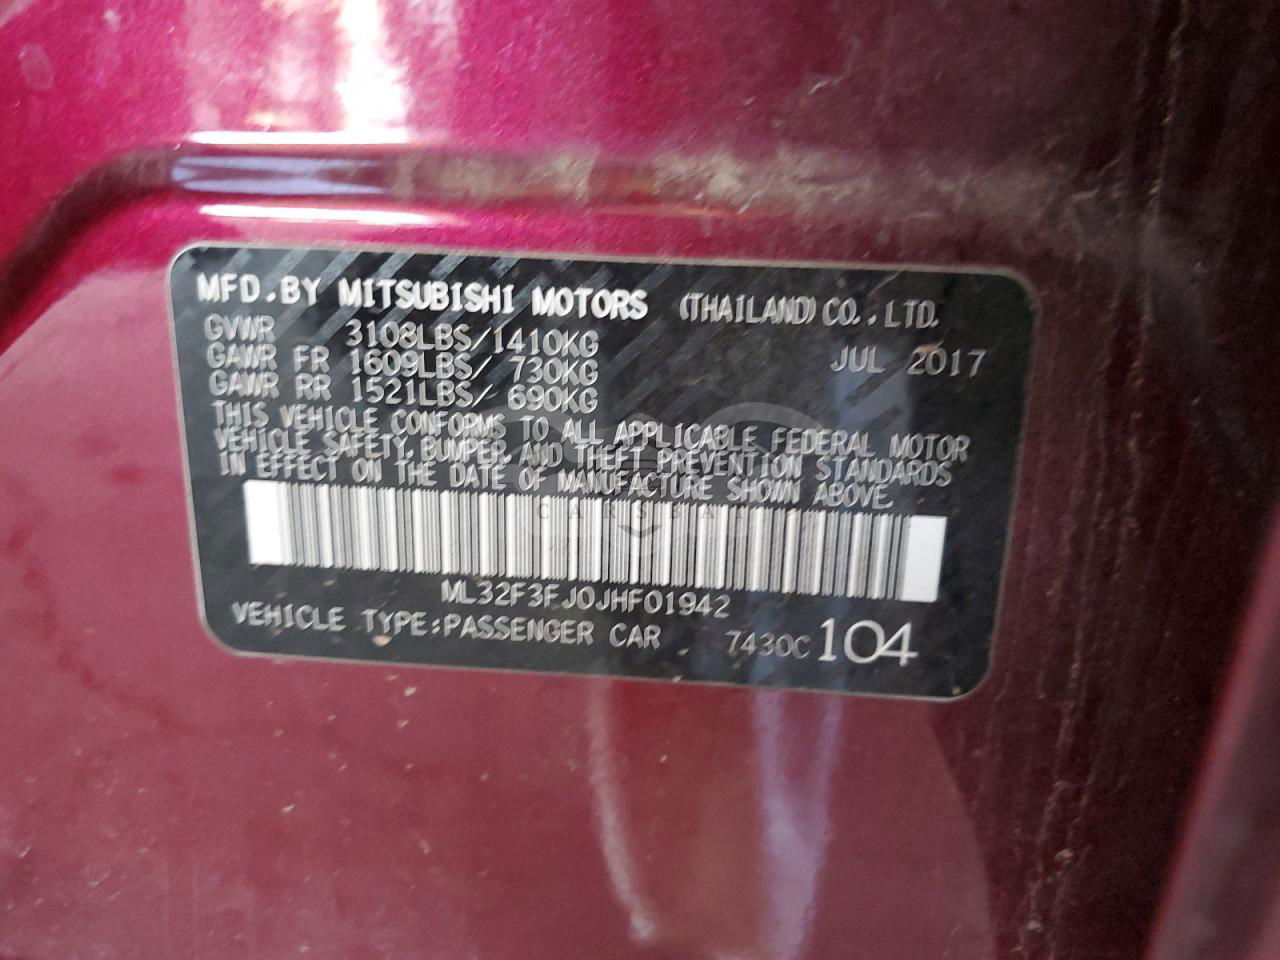 MFD.BY MITSUBISHI MOTORS (THAILAND) CO.,LTD.
GVWR 3108LBS/1410KG JUL 2017
GAWR FR 1609LBS/ 730KG
GAWR RR 1521LBS/ 690KG
THIS VEHICLE CONFORMS TO ALL APPLICABLE FEDERAL MOTOR
VEHICLE SAFETY, BUMPER, AND THEFT PREVENTION STANDARDS
IN EFFECT ON THE DATE OF MANUFACTURE SHOWN ABOVE.
ML32F3FJ0JHF01942
VEHICLE TYPE:PASSENGER CAR 7430C 104